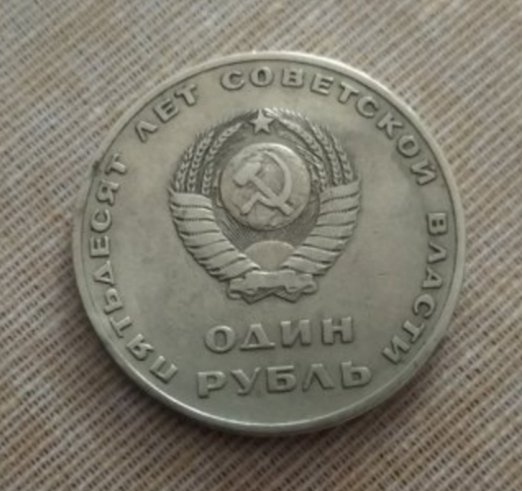 ПЯТЬДЕСЯТ ЛЕТ СОВЕТСКОЙ ВЛАСТИ
ОДИН
РУБЛЬ